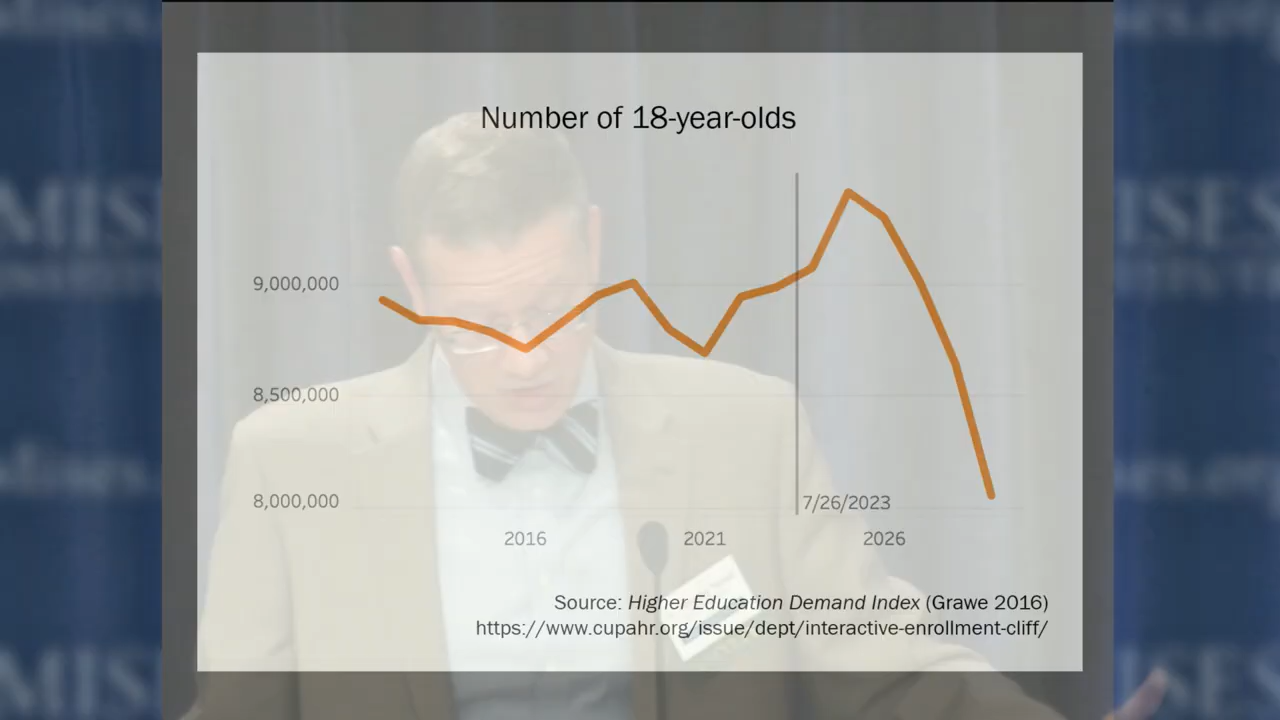 Number of 18-year-olds
9,000,000
8,500,000
8,000,000
7/26/2023
2016 2021 2026
Source: Higher Education Demand Index (Grawe 2016)
https://www.cupahr.org/issue/dept/interactive-enrollment-cliff/